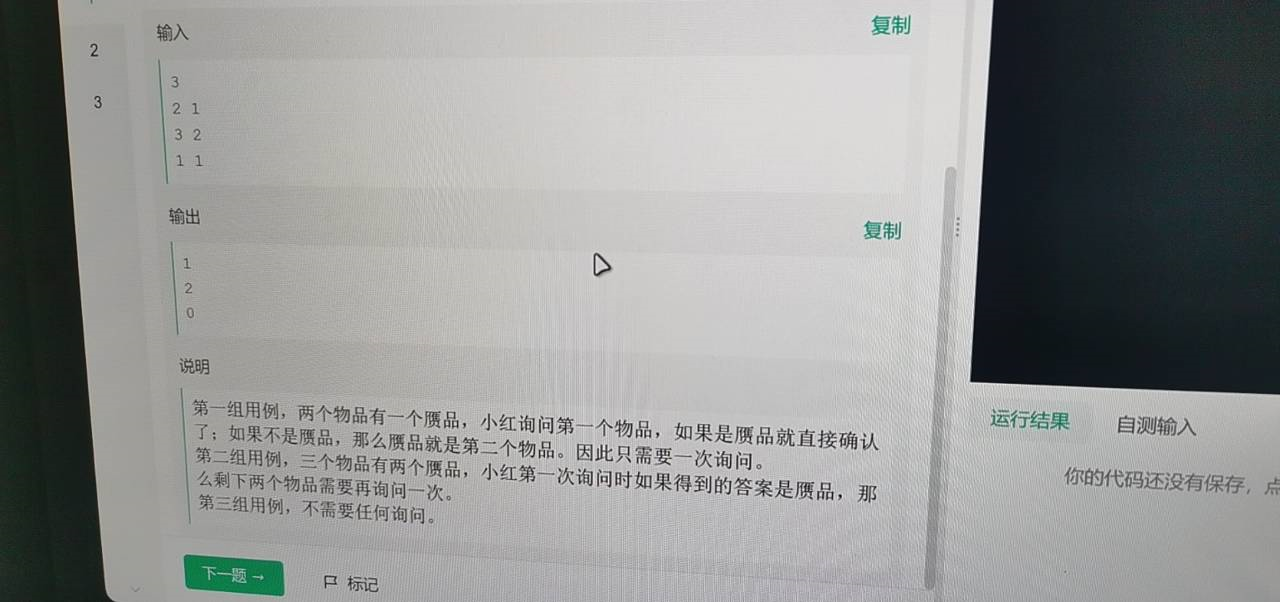 2
3
输入
复制
3
2 1
3 2
1 1
输出
复制
1
2
0
说明
第一组用例，两个物品有一个赝品，小红询问第一个物品，如果是赝品就直接确认
了；如果不是赝品，那么赝品就是第二个物品。因此只需要一次询问。
第二组用例，三个物品有两个赝品，小红第一次询问时如果得到的答案是赝品，那
么剩下两个物品需要再询问一次。
第三组用例，不需要任何询问。
下一题 →
标记
运行结果
自测输入
你的代码还没有保存，点